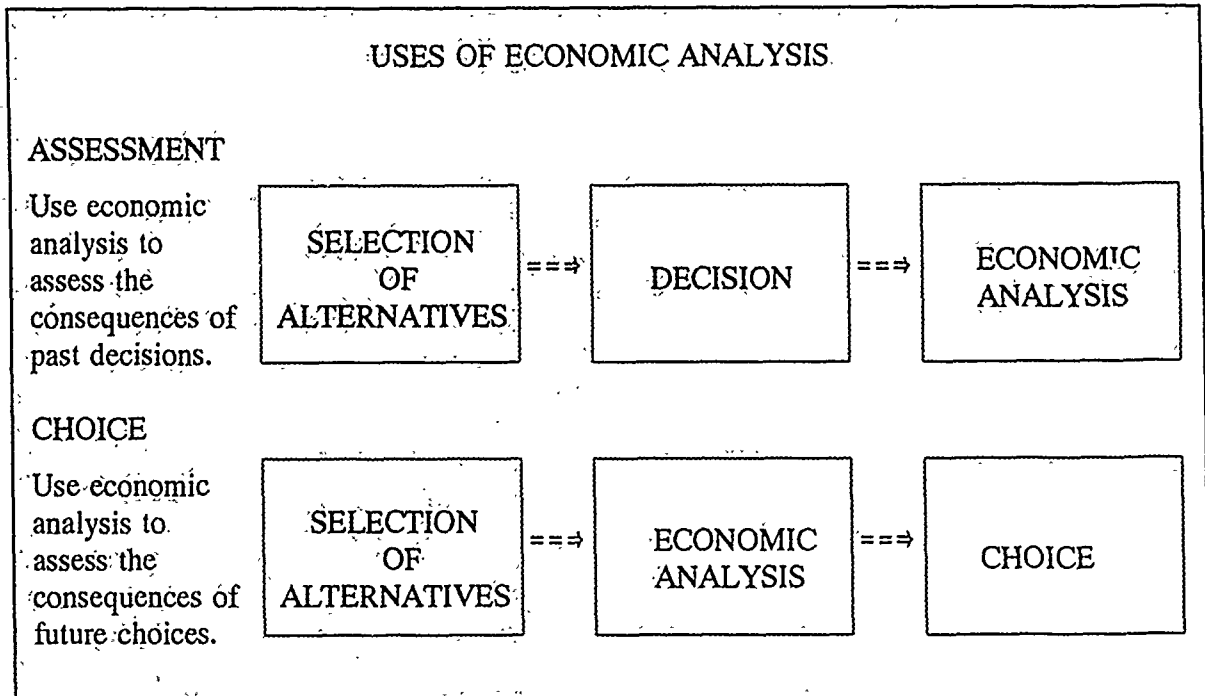 USES OF ECONOMIC ANALYSIS
ASSESSMENT
Use economic
analysis to
assess the
consequences of
past decisions.
SELECTION
OF
ALTERNATIVES
===⇒
DECISION
===⇒
ECONOMIC
ANALYSIS
CHOICE
Use economic
analysis to
assess the
consequences of
future choices.
SELECTION
OF
ALTERNATIVES
===⇒
ECONOMIC
ANALYSIS
===⇒
CHOICE